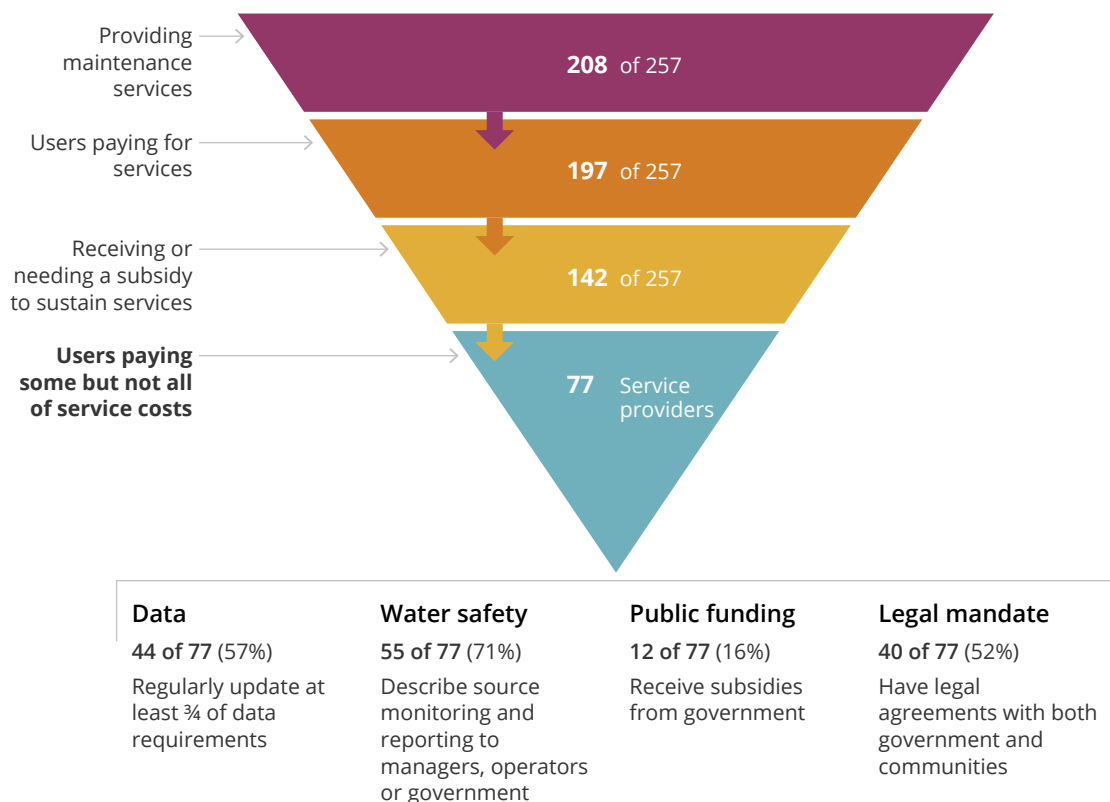 Providing
maintenance
services
208 of 257
Users paying for
services
197 of 257
Receiving or
needing a subsidy
to sustain services
142 of 257
Users paying
some but not all
of service costs
77 Service
providers
Data
44 of 77 (57%)
Regularly update at
least ¾ of data
requirements
Water safety
55 of 77 (71%)
Describe source
monitoring and
reporting to
managers, operators
or government
Public funding
12 of 77 (16%)
Receive subsidies
from government
Legal mandate
40 of 77 (52%)
Have legal
agreements with both
government and
communities